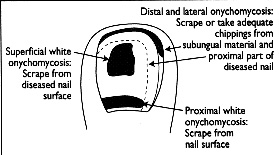 Distal and lateral onychomycosis:
Scrape or take adequate
chippings from
subungual material and
proximal part of
diseased nail
Superficial white
onychomycosis:
Scrape from
diseased nail
surface
Proximal white
onychomycosis:
Scrape from
nail surface